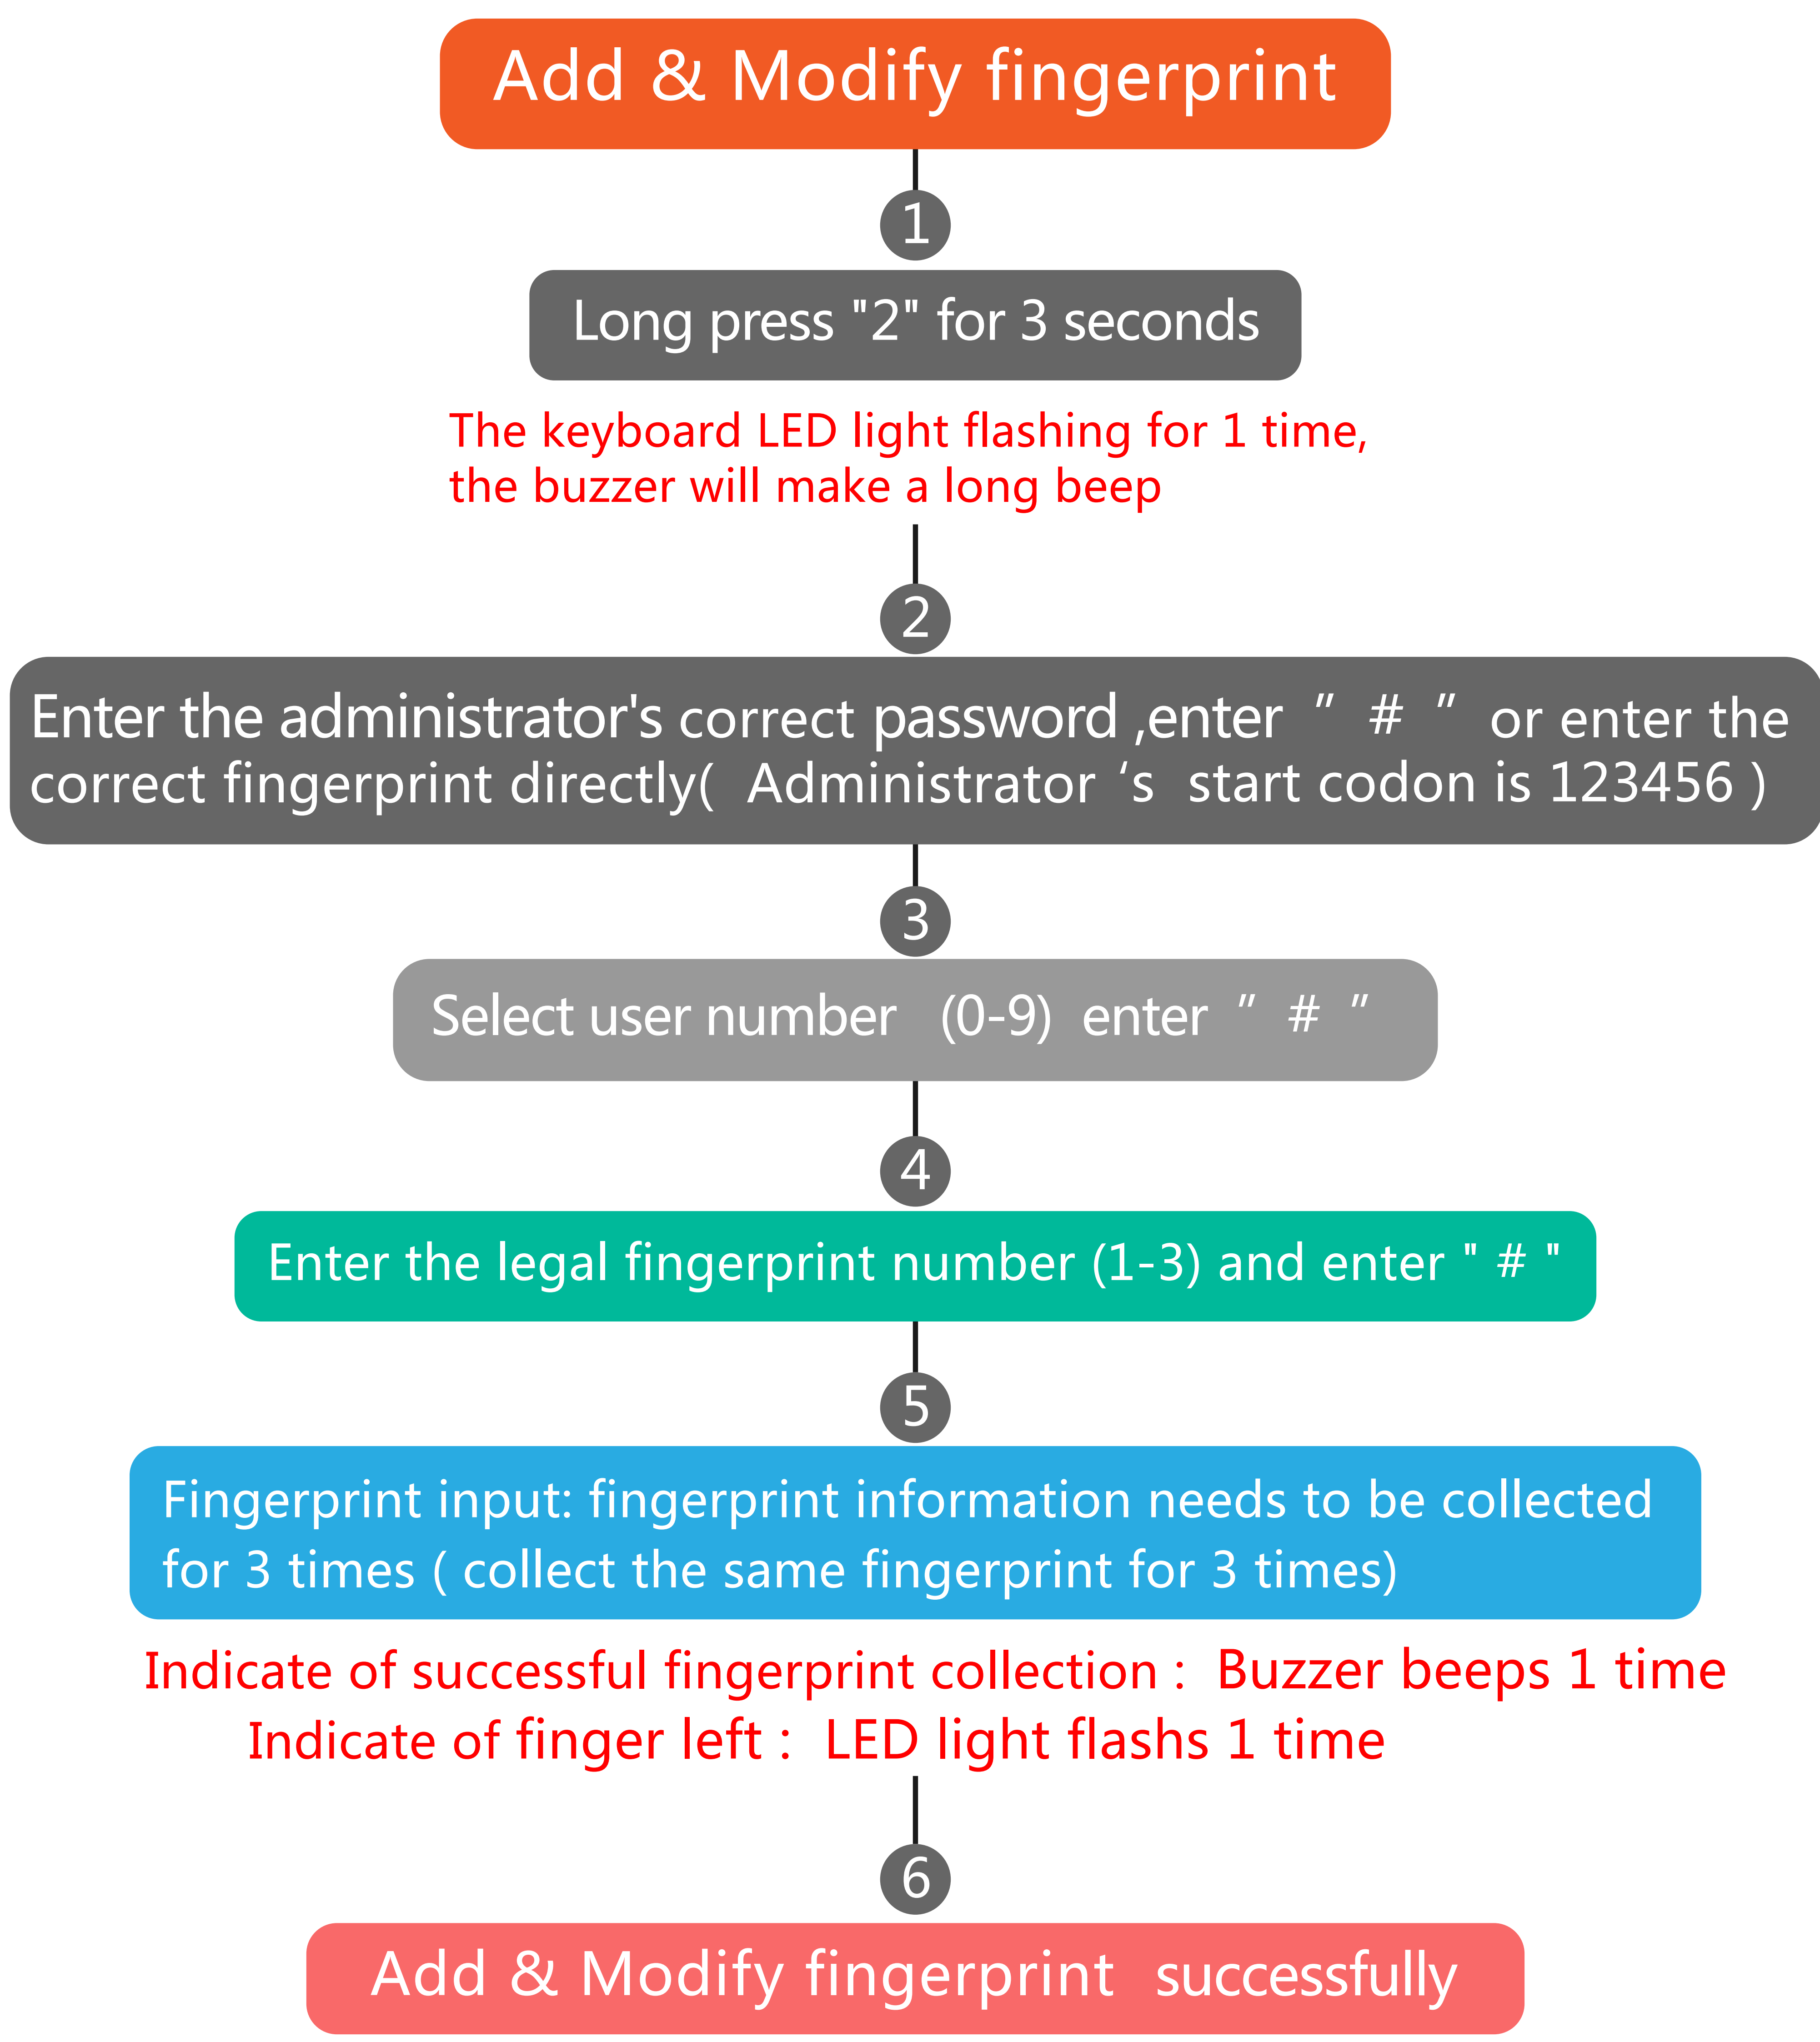 Add & Modify fingerprint
1
Long press "2" for 3 seconds
The keyboard LED light flashing for 1 time,
the buzzer will make a long beep
2
Enter the administrator's correct password ,enter ” # ” or enter the
correct fingerprint directly( Administrator ‘s start codon is 123456 )
3
Select user number (0-9) enter ” # ”
4
Enter the legal fingerprint number (1-3) and enter " # "
5
Fingerprint input: fingerprint information needs to be collected
for 3 times ( collect the same fingerprint for 3 times)
Indicate of successful fingerprint collection : Buzzer beeps 1 time
Indicate of finger left : LED light flashs 1 time
6
Add & Modify fingerprint successfully